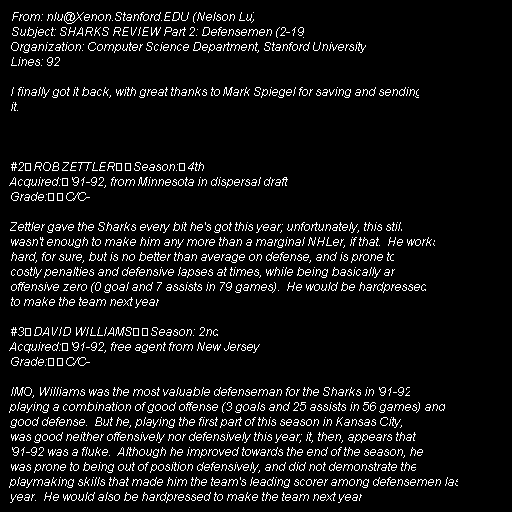 From: nlu@Xenon.Stanford.EDU (Nelson Lu)
Subject: SHARKS REVIEW Part 2: Defensemen (2-19
Organization: Computer Science Department, Stanford University
Lines: 92
I finally got it back, with great thanks to Mark Spiegel for saving and sending
it.
#2 ROB ZETTLER Season: 4th
Acquired: '91-92, from Minnesota in dispersal draft
Grade: C/C-
Zettler gave the Sharks every bit he's got this year; unfortunately, this still
wasn't enough to make him any more than a marginal NHLer, if that.  He works
hard, for sure, but is no better than average on defense, and is prone to
costly penalties and defensive lapses at times, while being basically an
offensive zero (0 goal and 7 assists in 79 games).  He would be hardpressed
to make the team next year
#3 DAVID WILLIAMS Season: 2nd
Acquired: '91-92, free agent from New Jersey
Grade: C/C-
IMO, Williams was the most valuable defenseman for the Sharks in '91-92
playing a combination of good offense (3 goals and 25 assists in 56 games) and
good defense.  But he, playing the first part of this season in Kansas City,
was good neither offensively nor defensively this year; It, then, appears that
'91-92 was a fluke.  Although he improved towards the end of the season, he
was prone to being out of position defensively, and did not demonstrate the
playmaking skills that made him the team's leading scorer among defensemen las
year.  He would also be hardpressed to make the team next year